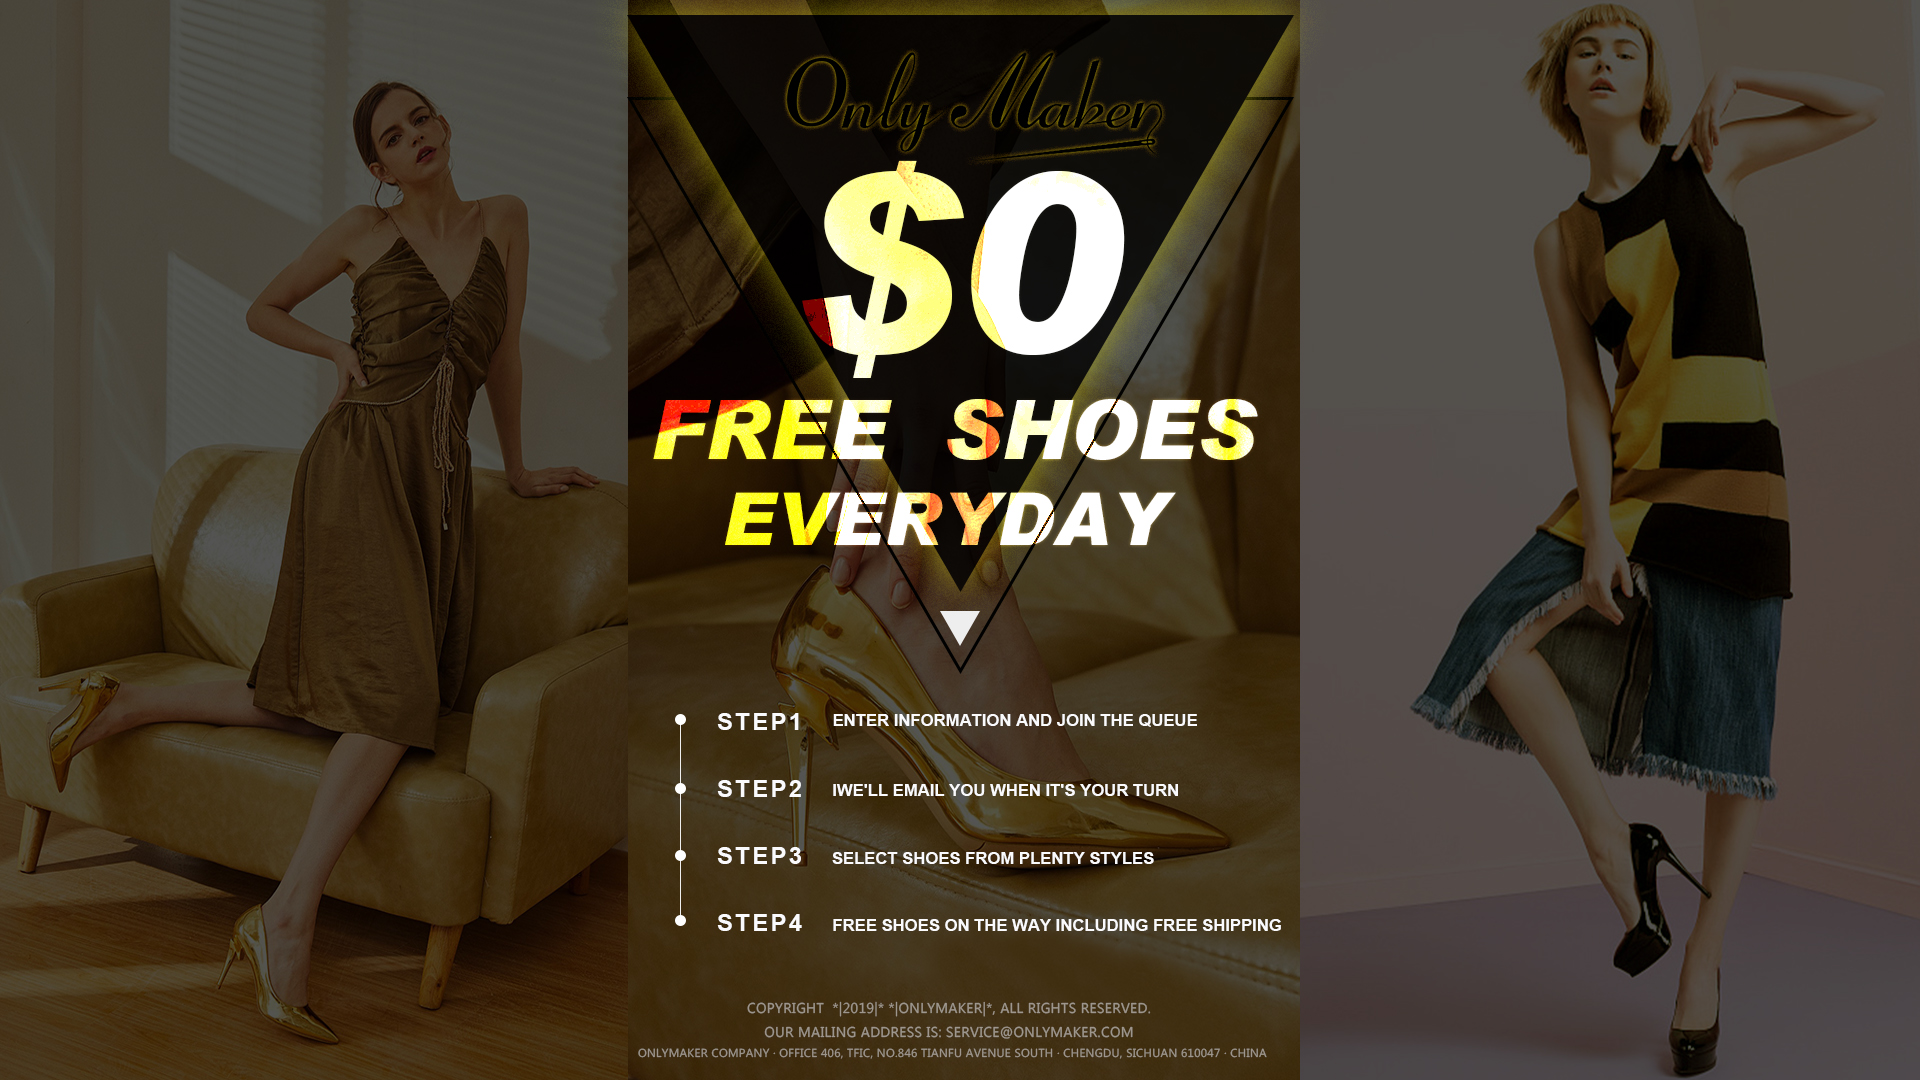 Only Maker
$0
FREE SHOES
EVERYDAY
STEP1 ENTER INFORMATION AND JOIN THE QUEUE
STEP2 IWE'LL EMAIL YOU WHEN IT'S YOUR TURN
STEP3 SELECT SHOES FROM PLENTY STYLES
STEP4 FREE SHOES ON THE WAY INCLUDING FREE SHIPPING
COPYRIGHT *|2019|* *|ONLYMAKER|*, ALL RIGHTS RESERVED.
OUR MAILING ADDRESS IS: SERVICE@ONLYMAKER.COM
ONLYMAKER COMPANY · OFFICE 406, TFIC, NO.846 TIANFU AVENUE SOUTH · CHENGDU, SICHUAN 610047 · CHINA